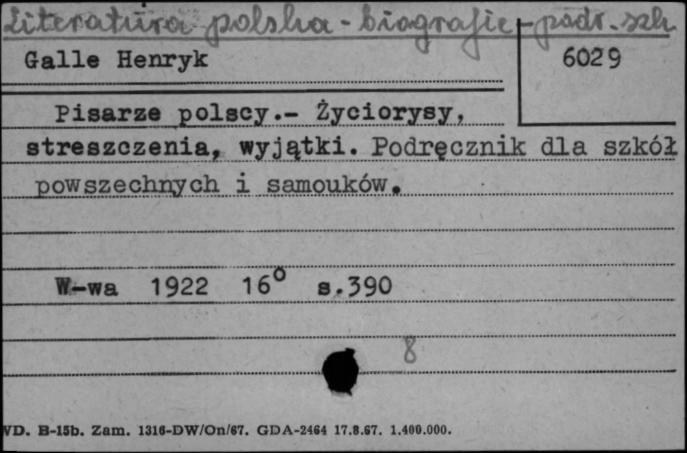 Literatura polska - biografie - podr. szk
Galle Henryk
6029
Pisarze polscy.- Życiorysy,
streszczenia, wyjątki. Podręcznik dla szkół
powszechnych i samouków.
W-wa 1922 16° s.390
8
WD. B-15b. Zam. 1316-DW/On/67. GDA-2464 17.8.67. 1.400.000.